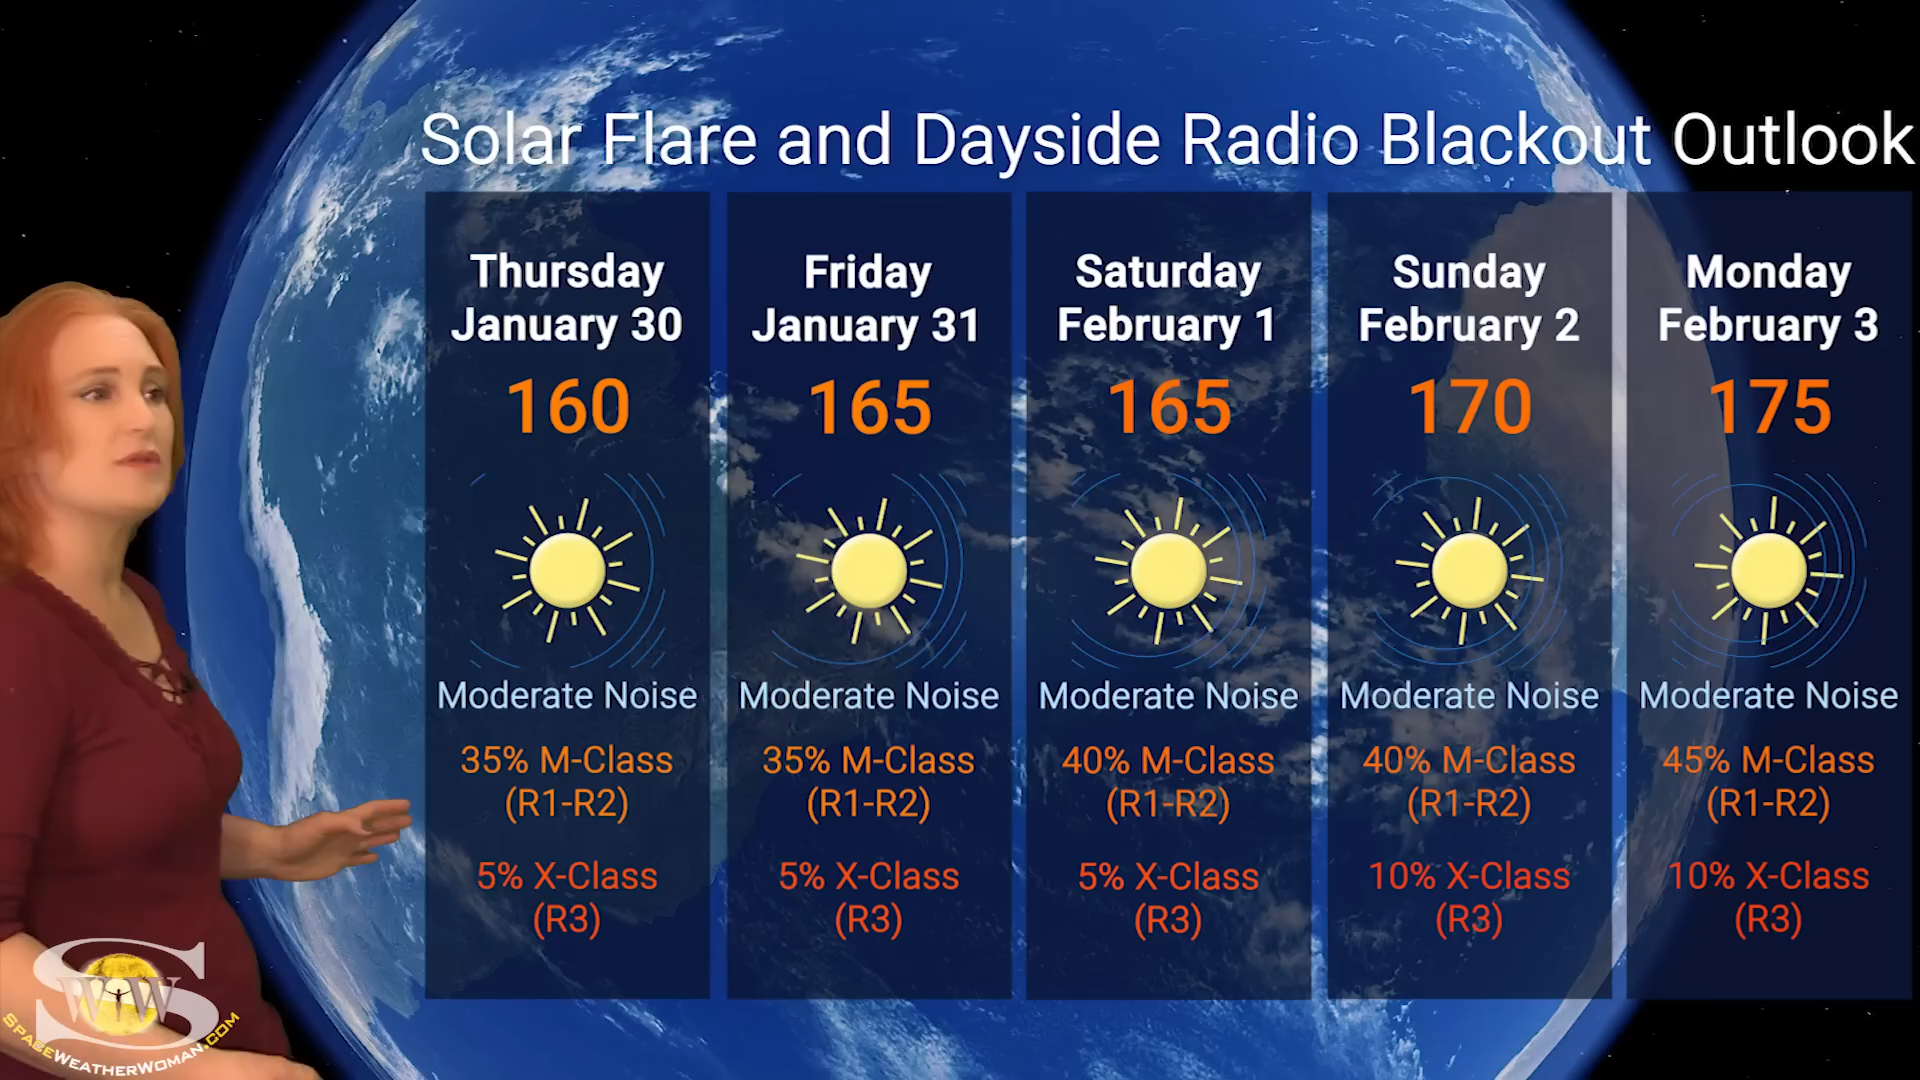 Solar Flare and Dayside Radio Blackout Outlook
Thursday
January 30
160
Moderate Noise
35% M-Class
(R1-R2)
5% X-Class
(R3)
Friday
January 31
165
Moderate Noise
35% M-Class
(R1-R2)
5% X-Class
(R3)
Saturday
February 1
165
Moderate Noise
40% M-Class
(R1-R2)
5% X-Class
(R3)
Sunday
February 2
170
Moderate Noise
40% M-Class
(R1-R2)
10% X-Class
(R3)
Monday
February 3
175
Moderate Noise
45% M-Class
(R1-R2)
10% X-Class
(R3)
SWW
SPACEWEATHERWOMAN.COM